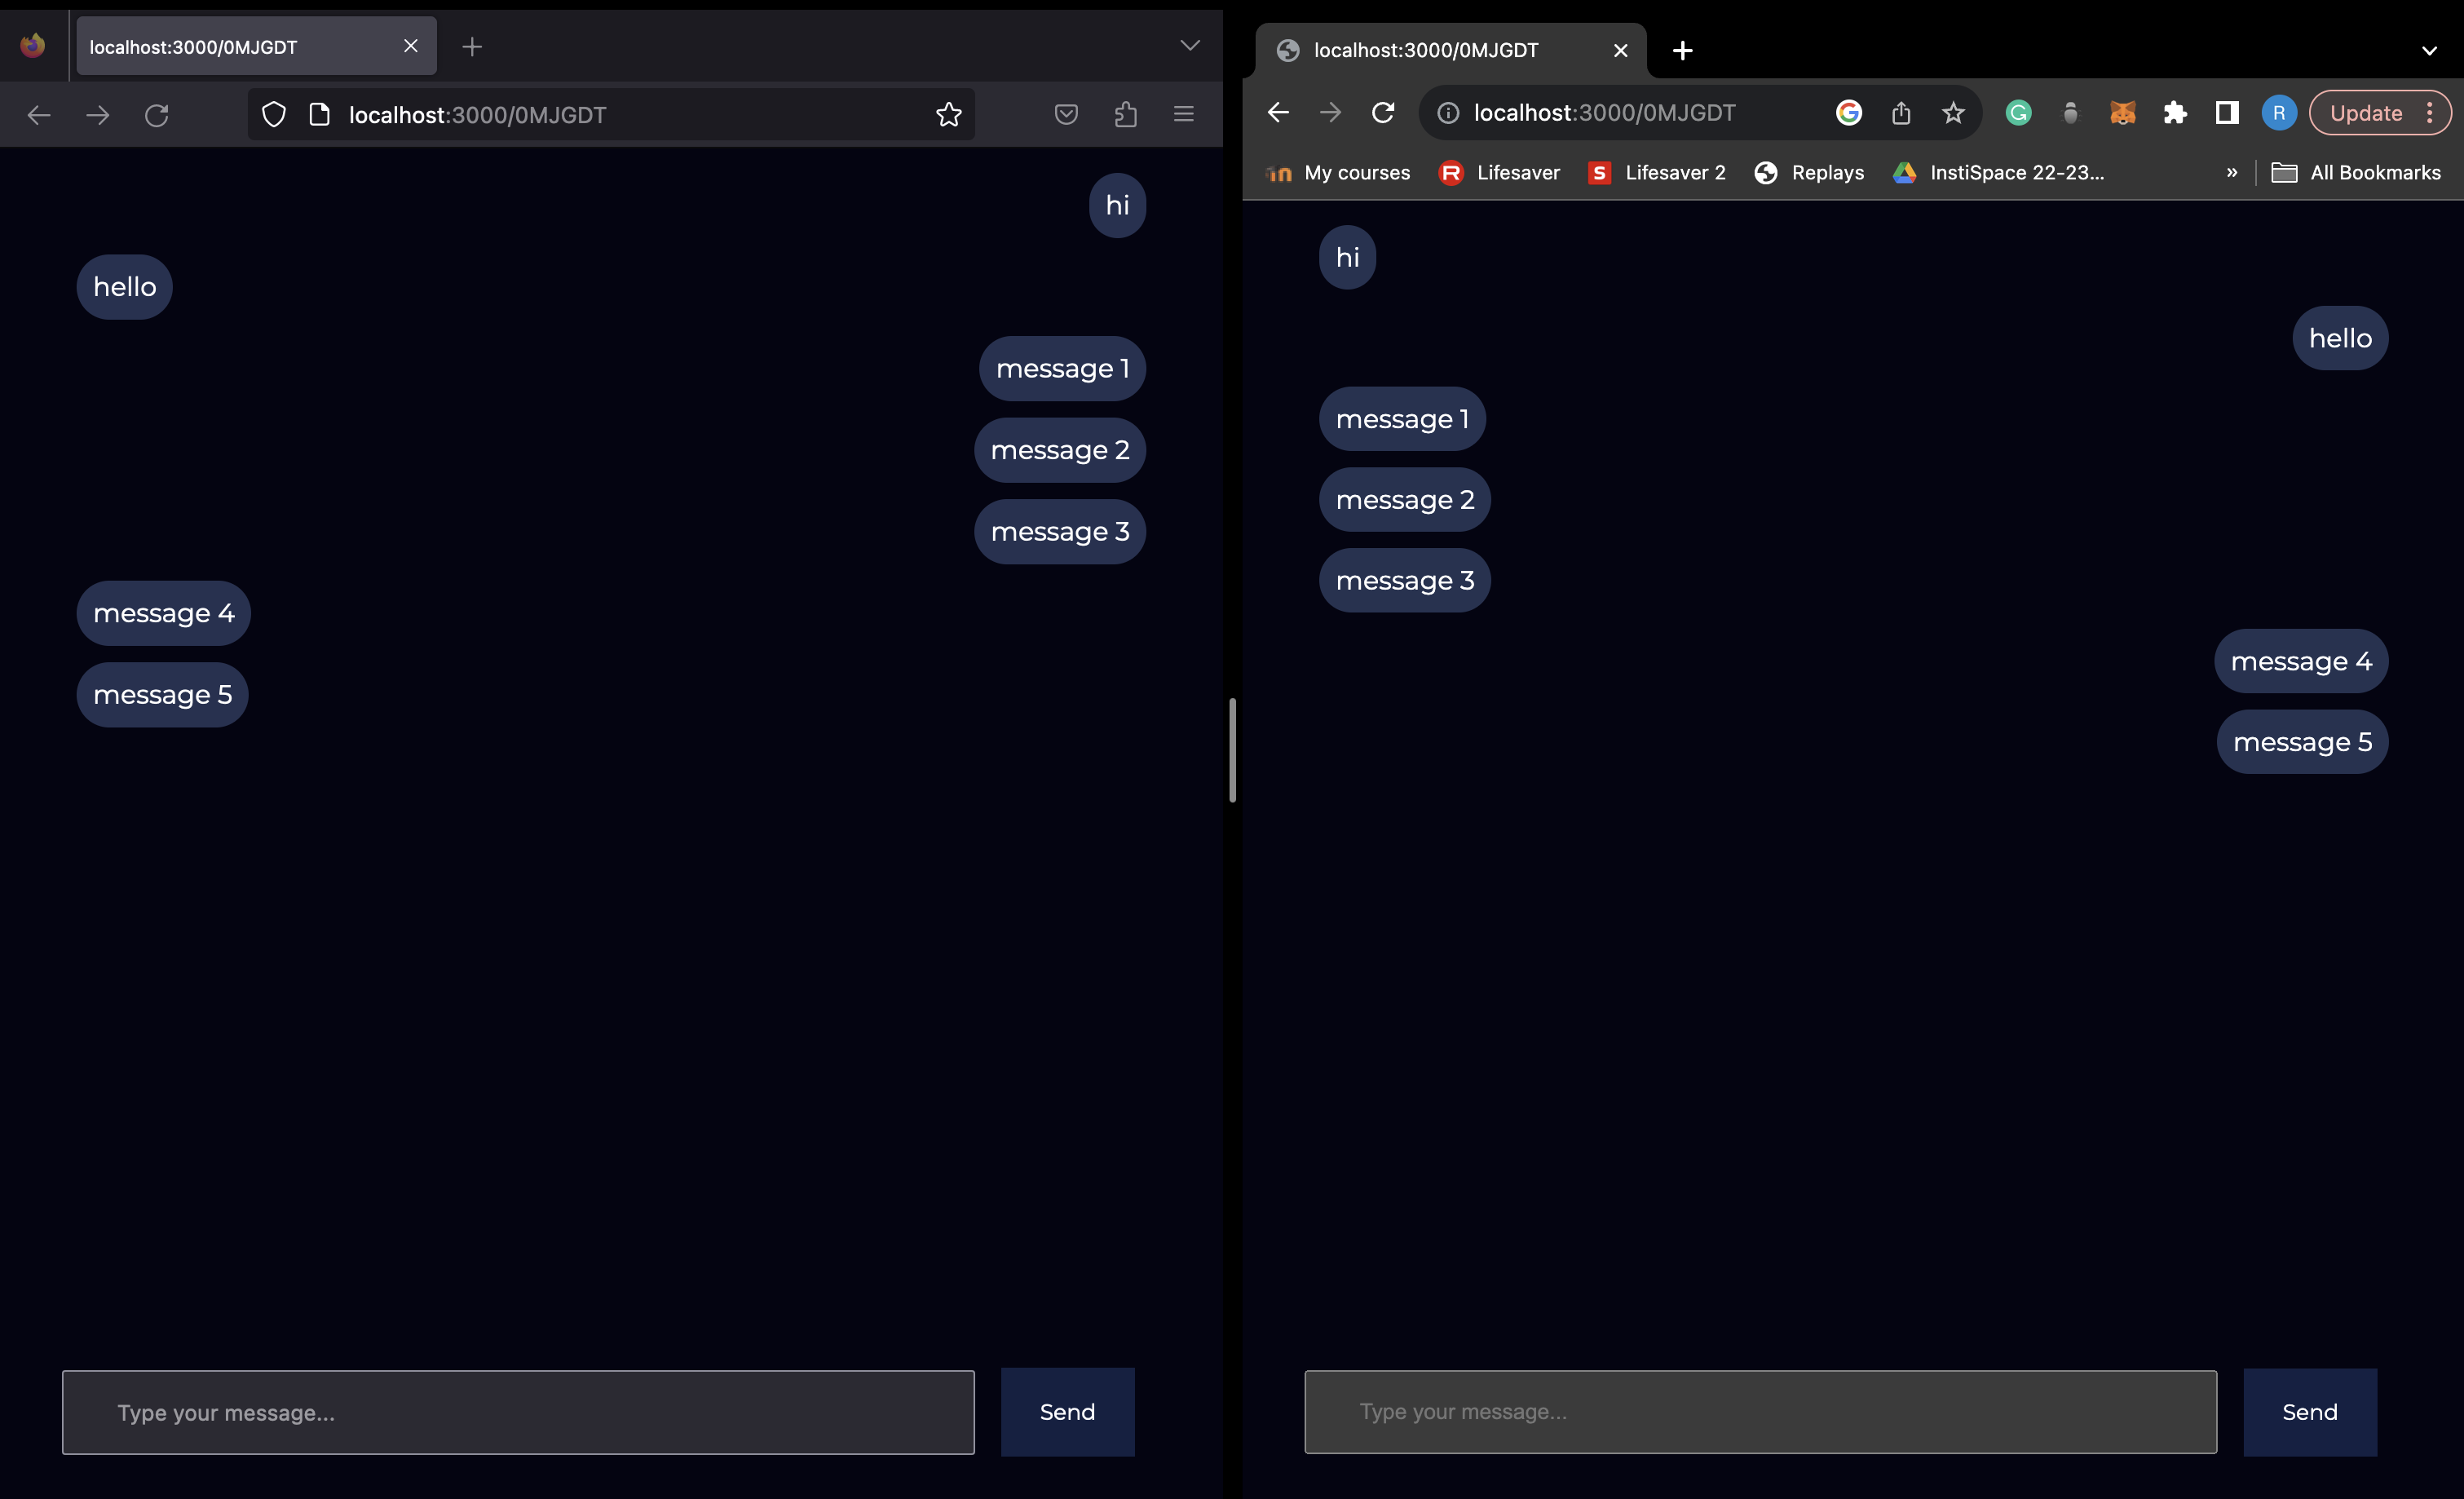 localhost:3000/0MJGDT
localhost:3000/0MJGDT
hi
hello
message 1
message 2
message 3
message 4
message 5
Type your message...
Send
localhost:3000/0MJGDT
localhost:3000/0MJGDT
G
G
R
Update
My courses
R
Lifesaver
S
Lifesaver 2
Replays
InstiSpace 22-23...
»
All Bookmarks
hi
hello
message 1
message 2
message 3
message 4
message 5
Type your message...
Send